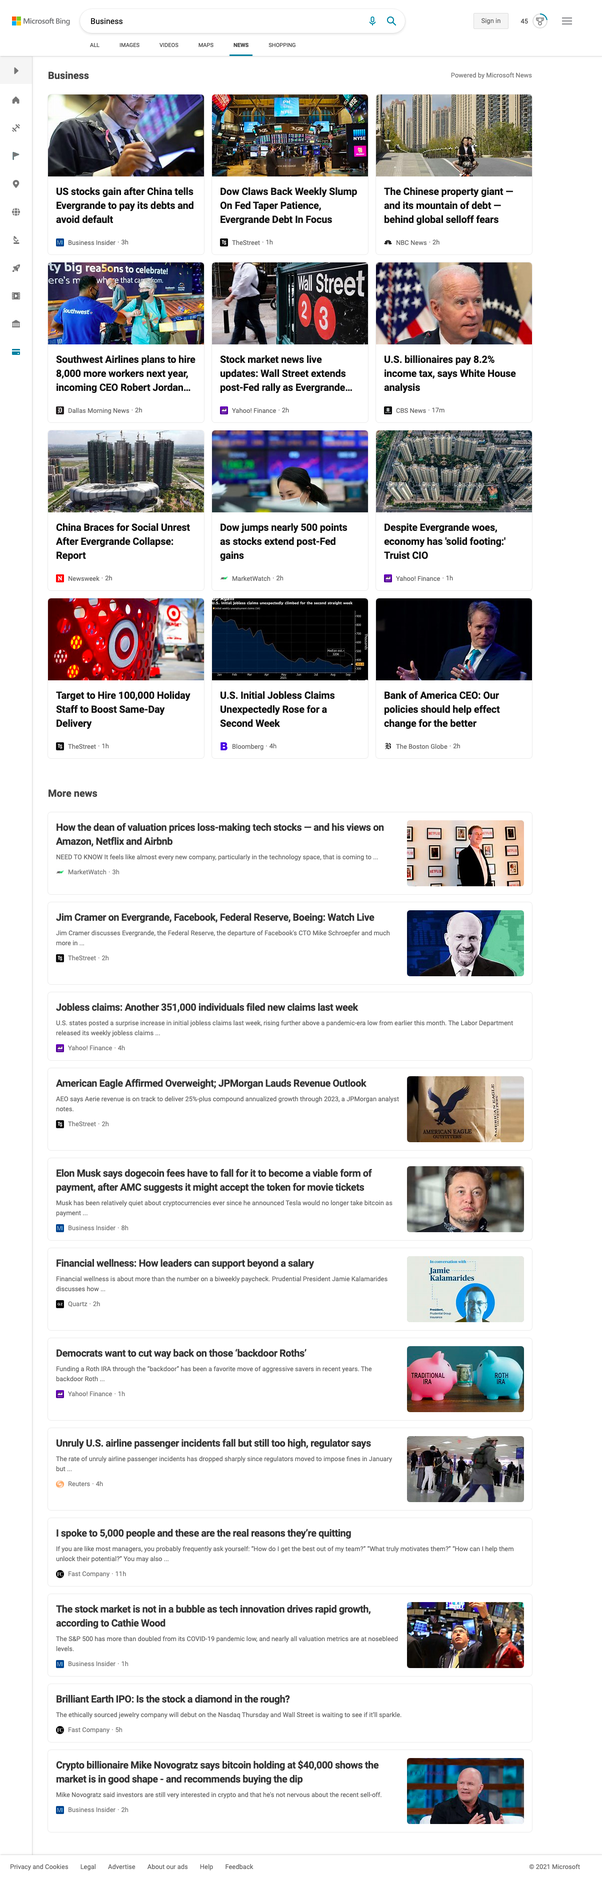 Microsoft Bing
Business
Sign in
45
ALL IMAGES VIDEOS MAPS NEWS SHOPPING
Business
Powered by Microsoft News
US stocks gain after China tells
Evergrande to pay its debts and
avoid default
Business Insider · 3h
NYSE
Dow Claws Back Weekly Slump
On Fed Taper Patience,
Evergrande Debt In Focus
TheStreet · 1h
The Chinese property giant —
and its mountain of debt —
behind global selloff fears
NBC News · 2h
ty big reasons to celebrate!
Southwest
Southwest Airlines plans to hire
8,000 more workers next year,
incoming CEO Robert Jordan...
Dallas Morning News · 2h
Wall Street
2 3
Stock market news live
updates: Wall Street extends
post-Fed rally as Evergrande...
Yahoo! Finance · 2h
U.S. billionaires pay 8.2%
income tax, says White House
analysis
CBS News · 17m
China Braces for Social Unrest
After Evergrande Collapse:
Report
Newsweek · 2h
Dow jumps nearly 500 points
as stocks extend post-Fed
gains
MarketWatch · 2h
Despite Evergrande woes,
economy has 'solid footing:'
Truist CIO
Yahoo! Finance · 1h
Target to Hire 100,000 Holiday
Staff to Boost Same-Day
Delivery
TheStreet · 1h
U.S. Initial Jobless Claims
Unexpectedly Rose for a
Second Week
Bloomberg · 4h
Bank of America CEO: Our
policies should help effect
change for the better
The Boston Globe · 2h
More news
How the dean of valuation prices loss-making tech stocks — and his views on
Amazon, Netflix and Airbnb
NEED TO KNOW It feels like almost every new company, particularly in the technology space, that is coming to ...
MarketWatch · 3h
Jim Cramer on Evergrande, Facebook, Federal Reserve, Boeing: Watch Live
Jim Cramer discusses Evergrande, the Federal Reserve, the departure of Facebook's CTO Mike Schroepfer and much
more in ...
TheStreet · 2h
Jobless claims: Another 351,000 individuals filed new claims last week
U.S. states posted a surprise increase in initial jobless claims last week, rising further above a pandemic-era low from earlier this month. The Labor Department
released its weekly jobless claims ...
Yahoo! Finance · 4h
American Eagle Affirmed Overweight; JPMorgan Lauds Revenue Outlook
AEO says Aerie revenue is on track to deliver 25%-plus compound annualized growth through 2023, a JPMorgan analyst
notes.
TheStreet · 2h
AMERICAN EAGLE
OUTFITTERS
Elon Musk says dogecoin fees have to fall for it to become a viable form of
payment, after AMC suggests it might accept the token for movie tickets
Musk has been relatively quiet about cryptocurrencies ever since he announced Tesla would no longer take bitcoin as
payment ...
Business Insider · 8h
Financial wellness: How leaders can support beyond a salary
Financial wellness is about more than the number on a biweekly paycheck. Prudential President Jamie Kalamarides
discusses how ...
Quartz · 2h
In conversation with
Jamie
Kalamarides
Democrats want to cut way back on those 'backdoor Roths'
Funding a Roth IRA through the "backdoor" has been a favorite move of aggressive savers in recent years. The
backdoor Roth ...
Yahoo! Finance · 1h
TRADITIONAL
IRA
ROTH
IRA
Unruly U.S. airline passenger incidents fall but still too high, regulator says
The rate of unruly airline passenger incidents has dropped sharply since regulators moved to impose fines in January
but ...
Reuters · 4h
I spoke to 5,000 people and these are the real reasons they're quitting
If you are like most managers, you probably frequently ask yourself: "How do I get the best out of my team?" "What truly motivates them?" "How can I help them
unlock their potential?" You may also ...
Fast Company · 11h
The stock market is not in a bubble as tech innovation drives rapid growth,
according to Cathie Wood
The S&P 500 has more than doubled from its COVID-19 pandemic low, and nearly all valuation metrics are at nosebleed
levels.
Business Insider · 1h
Brilliant Earth IPO: Is the stock a diamond in the rough?
The ethically sourced jewelry company will debut on the Nasdaq Thursday and Wall Street is waiting to see if it'll sparkle.
Fast Company · 5h
Crypto billionaire Mike Novogratz says bitcoin holding at $40,000 shows the
market is in good shape - and recommends buying the dip
Mike Novogratz said investors are still very interested in crypto and that he's not nervous about the recent sell-off.
Business Insider · 2h
Privacy and Cookies Legal Advertise About our ads Help Feedback
© 2021 Microsoft